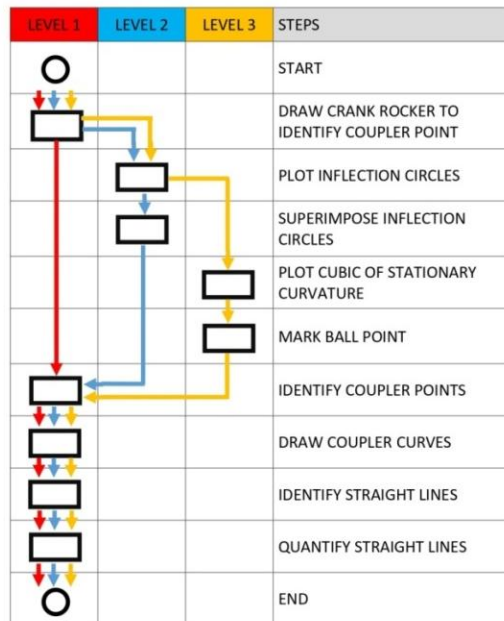 LEVEL 1 LEVEL 2 LEVEL 3 STEPS
START
DRAW CRANK ROCKER TO
IDENTIFY COUPLER POINT
PLOT INFLECTION CIRCLES
SUPERIMPOSE INFLECTION
CIRCLES
PLOT CUBIC OF STATIONARY
CURVATURE
MARK BALL POINT
IDENTIFY COUPLER POINTS
DRAW COUPLER CURVES
IDENTIFY STRAIGHT LINES
QUANTIFY STRAIGHT LINES
END